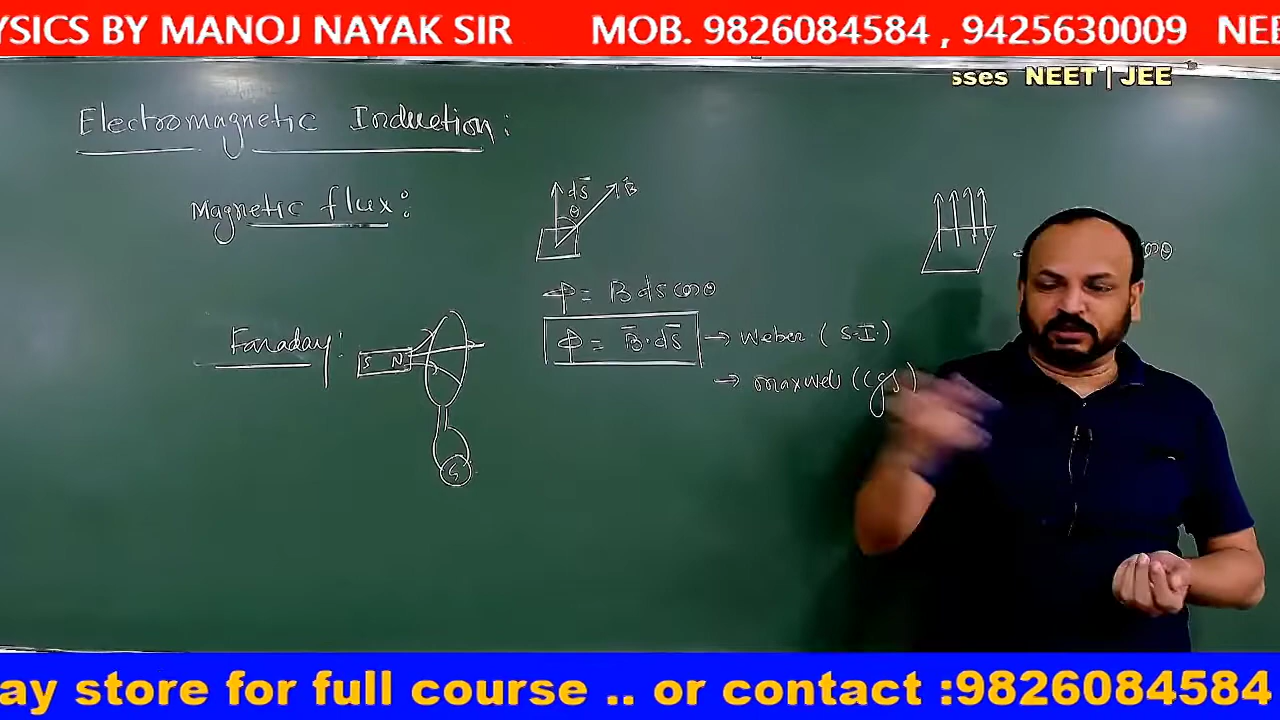 YSICS BY MANOJ NAYAK SIR MOB. 9826084584 , 9425630009 NEE
sses NEET | JEE
Electromagnetic Induction:
Magnetic flux:
ds B
θ
cosθ
Φ = B ds cosθ
Faraday:
S N
Φ = B·ds → Weber (S.I.)
→ maxwell (cgs)
G
ay store for full course .. or contact :9826084584